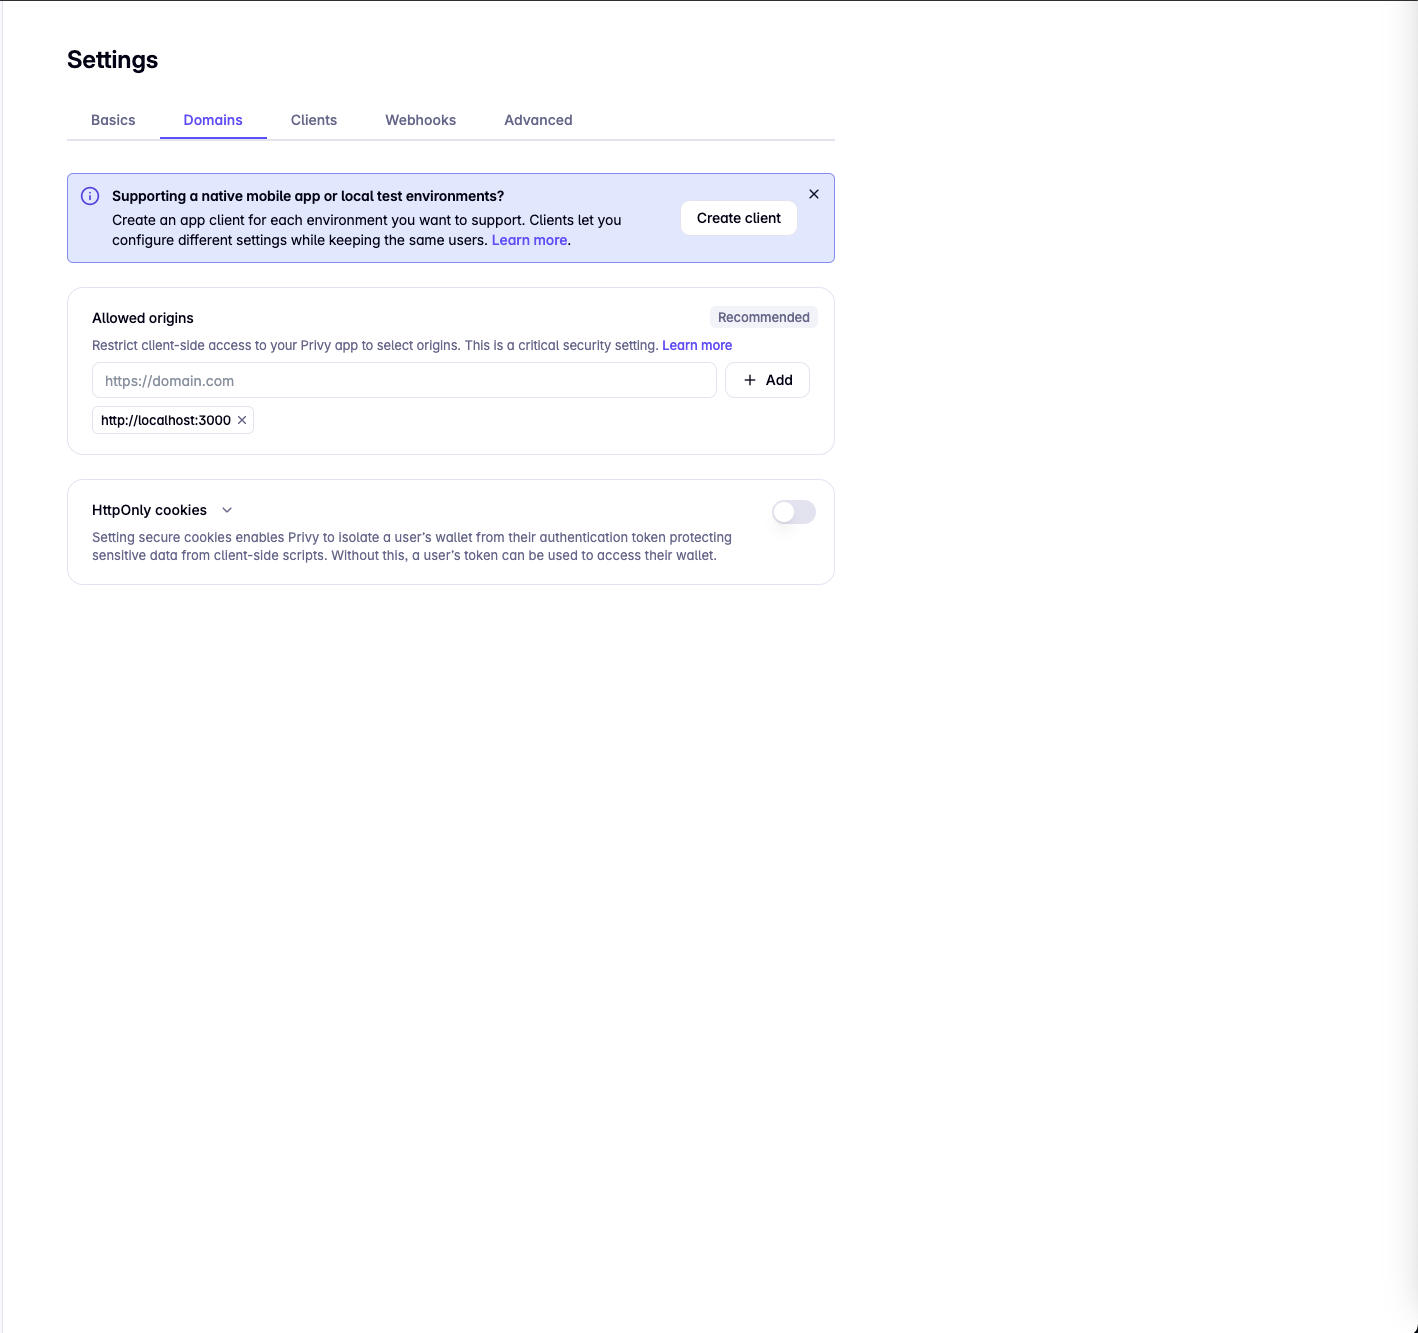 Settings
Basics
Domains
Clients
Webhooks
Advanced
Supporting a native mobile app or local test environments?
Create an app client for each environment you want to support. Clients let you
configure different settings while keeping the same users. Learn more.
Create client
Allowed origins
Recommended
Restrict client-side access to your Privy app to select origins. This is a critical security setting. Learn more
https://domain.com
Add
http://localhost:3000
HttpOnly cookies
Setting secure cookies enables Privy to isolate a user's wallet from their authentication token protecting
sensitive data from client-side scripts. Without this, a user's token can be used to access their wallet.